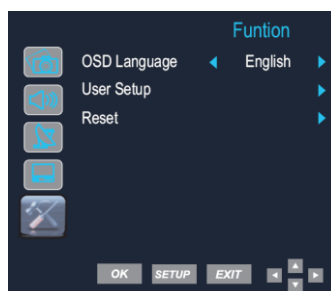 Funtion
OSD Language English
User Setup
Reset
OK SETUP EXIT